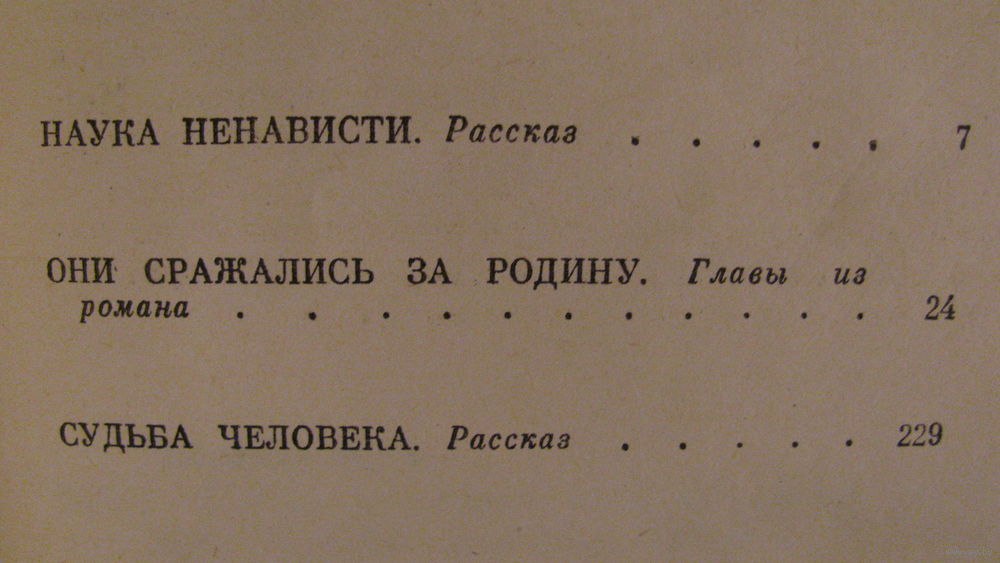 НАУКА НЕНАВИСТИ. Рассказ . . . . . 7
ОНИ СРАЖАЛИСЬ ЗА РОДИНУ. Главы из
романа . . . . . . . . . . . 24
СУДЬБА ЧЕЛОВЕКА. Рассказ . . . . . 229